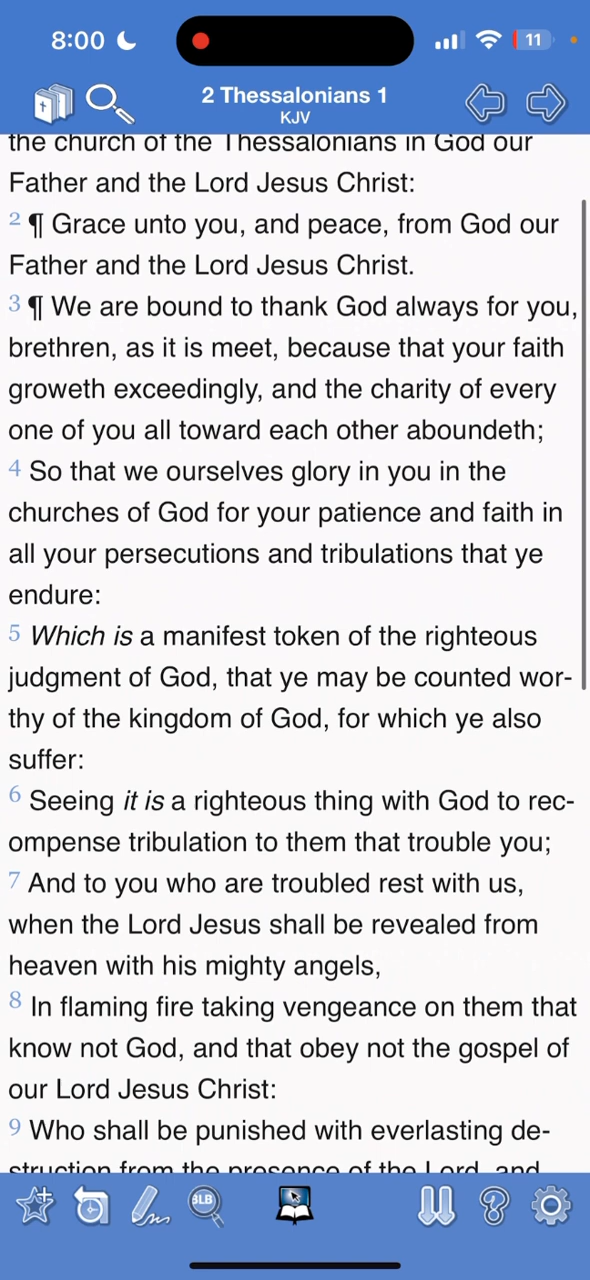 8:00
11
2 Thessalonians 1
KJV
the church of the Thessalonians in God our
Father and the Lord Jesus Christ:
2 ¶ Grace unto you, and peace, from God our
Father and the Lord Jesus Christ.
3 ¶ We are bound to thank God always for you,
brethren, as it is meet, because that your faith
groweth exceedingly, and the charity of every
one of you all toward each other aboundeth;
4 So that we ourselves glory in you in the
churches of God for your patience and faith in
all your persecutions and tribulations that ye
endure:
5 Which is a manifest token of the righteous
judgment of God, that ye may be counted wor-
thy of the kingdom of God, for which ye also
suffer:
6 Seeing it is a righteous thing with God to rec-
ompense tribulation to them that trouble you;
7 And to you who are troubled rest with us,
when the Lord Jesus shall be revealed from
heaven with his mighty angels,
8 In flaming fire taking vengeance on them that
know not God, and that obey not the gospel of
our Lord Jesus Christ:
9 Who shall be punished with everlasting de-
struction from the presence of the Lord, and
BLB